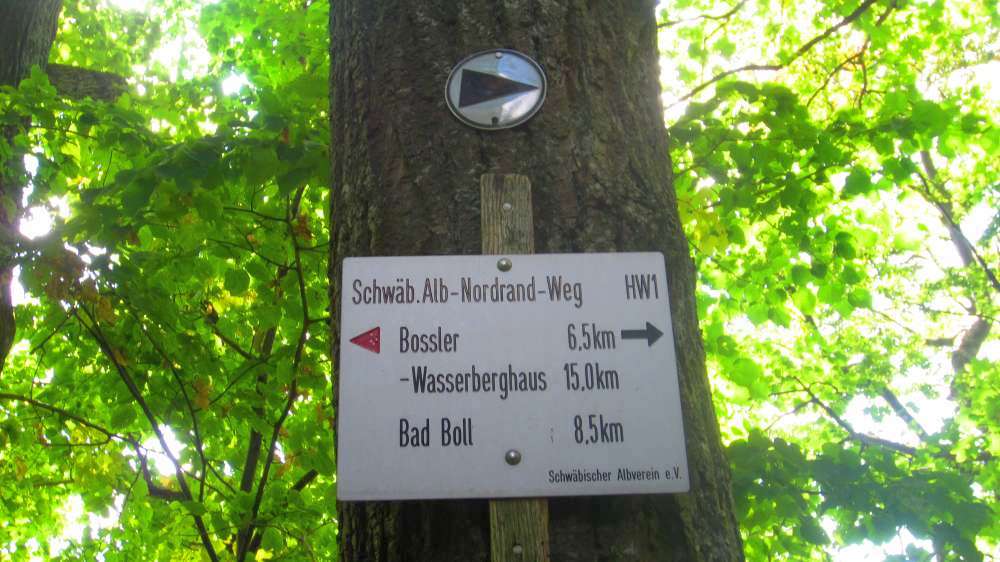 Schwäb.Alb-Nordrand-Weg HW1
Bossler 6,5km
-Wasserberghaus 15,0km
Bad Boll 8,5km
Schwäbischer Albverein e.V.